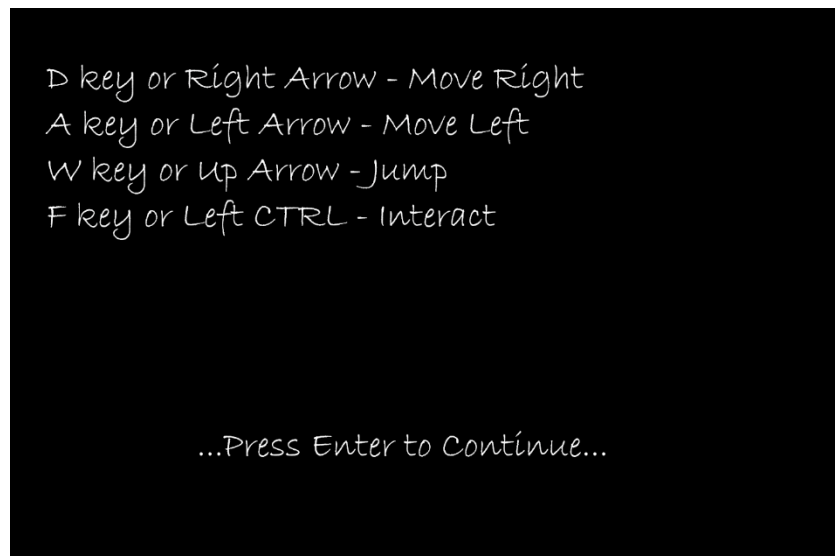 D key or Right Arrow - Move Right
A key or Left Arrow - Move Left
W key or Up Arrow - Jump
F key or Left CTRL - Interact
...Press Enter to Continue...